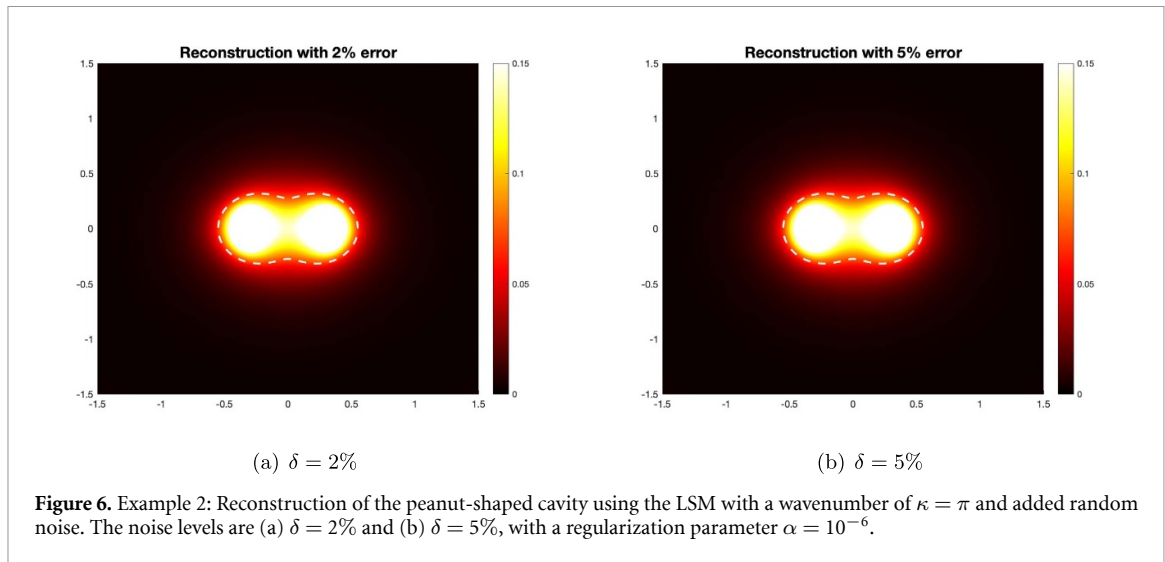 Reconstruction with 2% error
1.5
1
0.5
0
-0.5
-1
-1.5
-1.5 -1 -0.5 0 0.5 1 1.5
0.15
0.1
0.05
0
(a) δ = 2%
Reconstruction with 5% error
1.5
1
0.5
0
-0.5
-1
-1.5
-1.5 -1 -0.5 0 0.5 1 1.5
0.15
0.1
0.05
0
(b) δ = 5%
Figure 6. Example 2: Reconstruction of the peanut-shaped cavity using the LSM with a wavenumber of κ = π and added random
noise. The noise levels are (a) δ = 2% and (b) δ = 5%, with a regularization parameter α = 10⁻⁶.